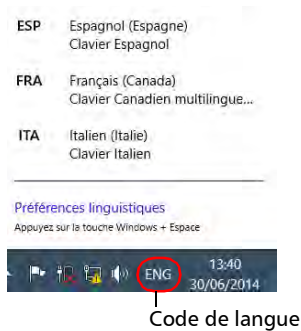 ESP Espagnol (Espagne)
Clavier Espagnol
FRA Français (Canada)
Clavier Canadien multilingue...
ITA Italien (Italie)
Clavier Italien
Préférences linguistiques
Appuyez sur la touche Windows + Espace
ENG 13:40
30/06/2014
Code de langue